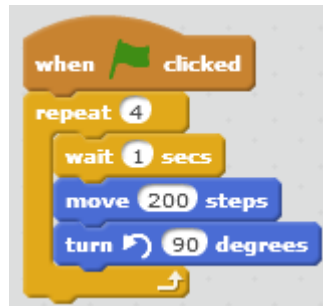 when clicked
repeat 4
wait 1 secs
move 200 steps
turn 90 degrees